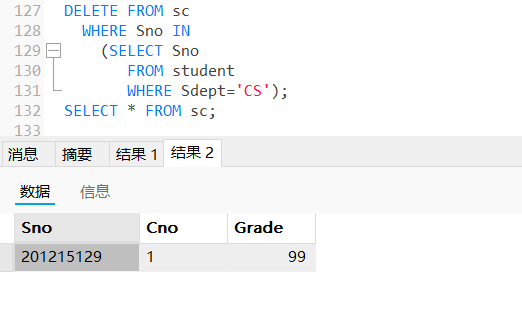 127 DELETE FROM sc
128 WHERE Sno IN
129 (SELECT Sno
130 FROM student
131 WHERE Sdept='CS');
132 SELECT * FROM sc;
133
消息 摘要 结果 1 结果 2
数据 信息
Sno Cno Grade
201215129 1 99